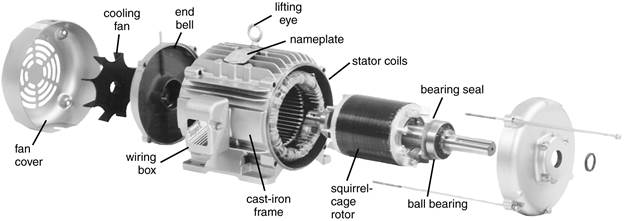 cooling
fan
end
bell
lifting
eye
nameplate
stator coils
bearing seal
fan
cover
wiring
box
cast-iron
frame
squirrel-
cage
rotor
ball bearing